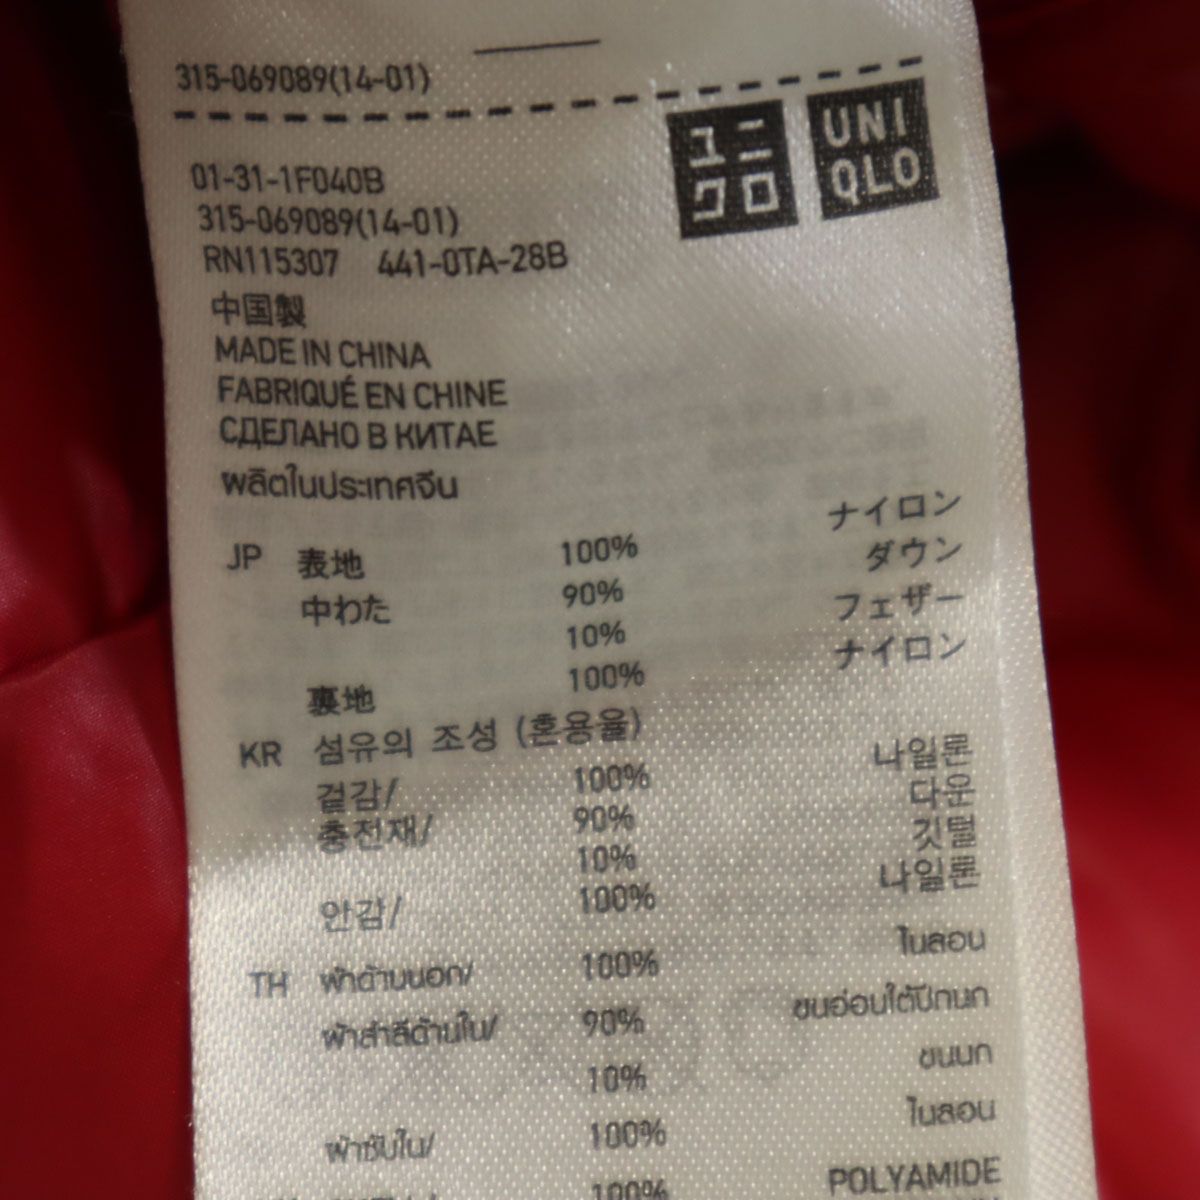 315-069089(14-01)
ユニクロ
UNIQLO
01-31-1F040B
315-069089(14-01)
RN115307 441-0TA-28B
中国製
MADE IN CHINA
FABRIQUÉ EN CHINE
СДЕЛАНО В КИТАЕ
ผลิตในประเทศจีน
JP 表地 100% ナイロン
中わた 90% ダウン
10% フェザー
裏地 100% ナイロン
KR 섬유의 조성 (혼용율)
겉감/ 100% 나일론
충전재/ 90% 다운
10% 깃털
안감/ 100% 나일론
TH ผ้าด้านนอก/ 100% ไนลอน
ผ้าสำลีด้านใน/ 90% ขนอ่อนใต้ปีกนก
10% ขนนก
ผ้าซับใน/ 100% ไนลอน
100% POLYAMIDE